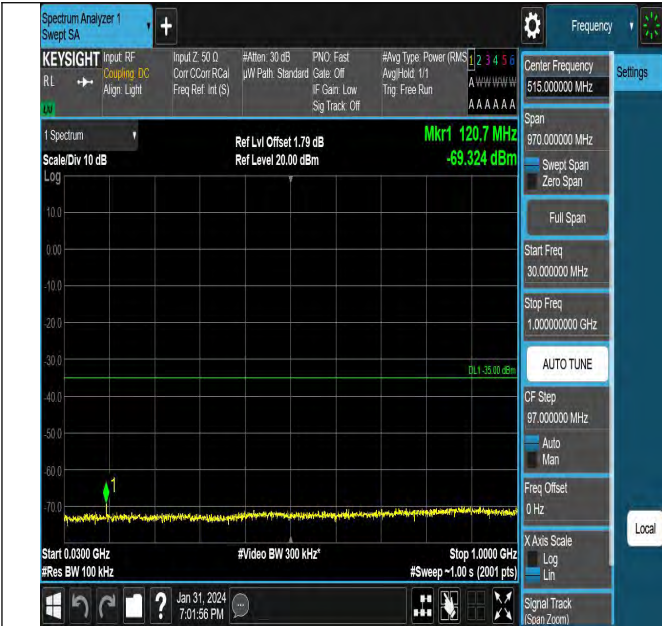 Spectrum Analyzer 1
Swept SA
+
Frequency
KEYSIGHT
RL
Input: RF
Coupling: DC
Align: Light
Input Z: 50 Ω
Corr CCorr RCal
Freq Ref: Int (S)
#Atten: 30 dB
µW Path: Standard
PNO: Fast
Gate: Off
IF Gain: Low
Sig Track: Off
#Avg Type: Power (RMS
Avg|Hold: 1/1
Trig: Free Run
1 2 3 4 5 6
A W W W W W
A A A A A A
1 Spectrum
Scale/Div 10 dB
Log
Ref Lvl Offset 1.79 dB
Ref Level 20.00 dBm
Mkr1 120.7 MHz
-69.324 dBm
10.0
0.00
-10.0
-20.0
-30.0
DL1 -35.00 dBm
-40.0
-50.0
-60.0
1
-70.0
Start 0.0300 GHz
#Res BW 100 kHz
#Video BW 300 kHz*
Stop 1.0000 GHz
#Sweep ~1.00 s (2001 pts)
?
Jan 31, 2024
7:01:56 PM
Center Frequency
515.000000 MHz
Settings
Span
970.000000 MHz
Swept Span
Zero Span
Full Span
Start Freq
30.000000 MHz
Stop Freq
1.000000000 GHz
AUTO TUNE
CF Step
97.000000 MHz
Auto
Man
Freq Offset
0 Hz
X Axis Scale
Log
Lin
Local
Signal Track
(Span Zoom)